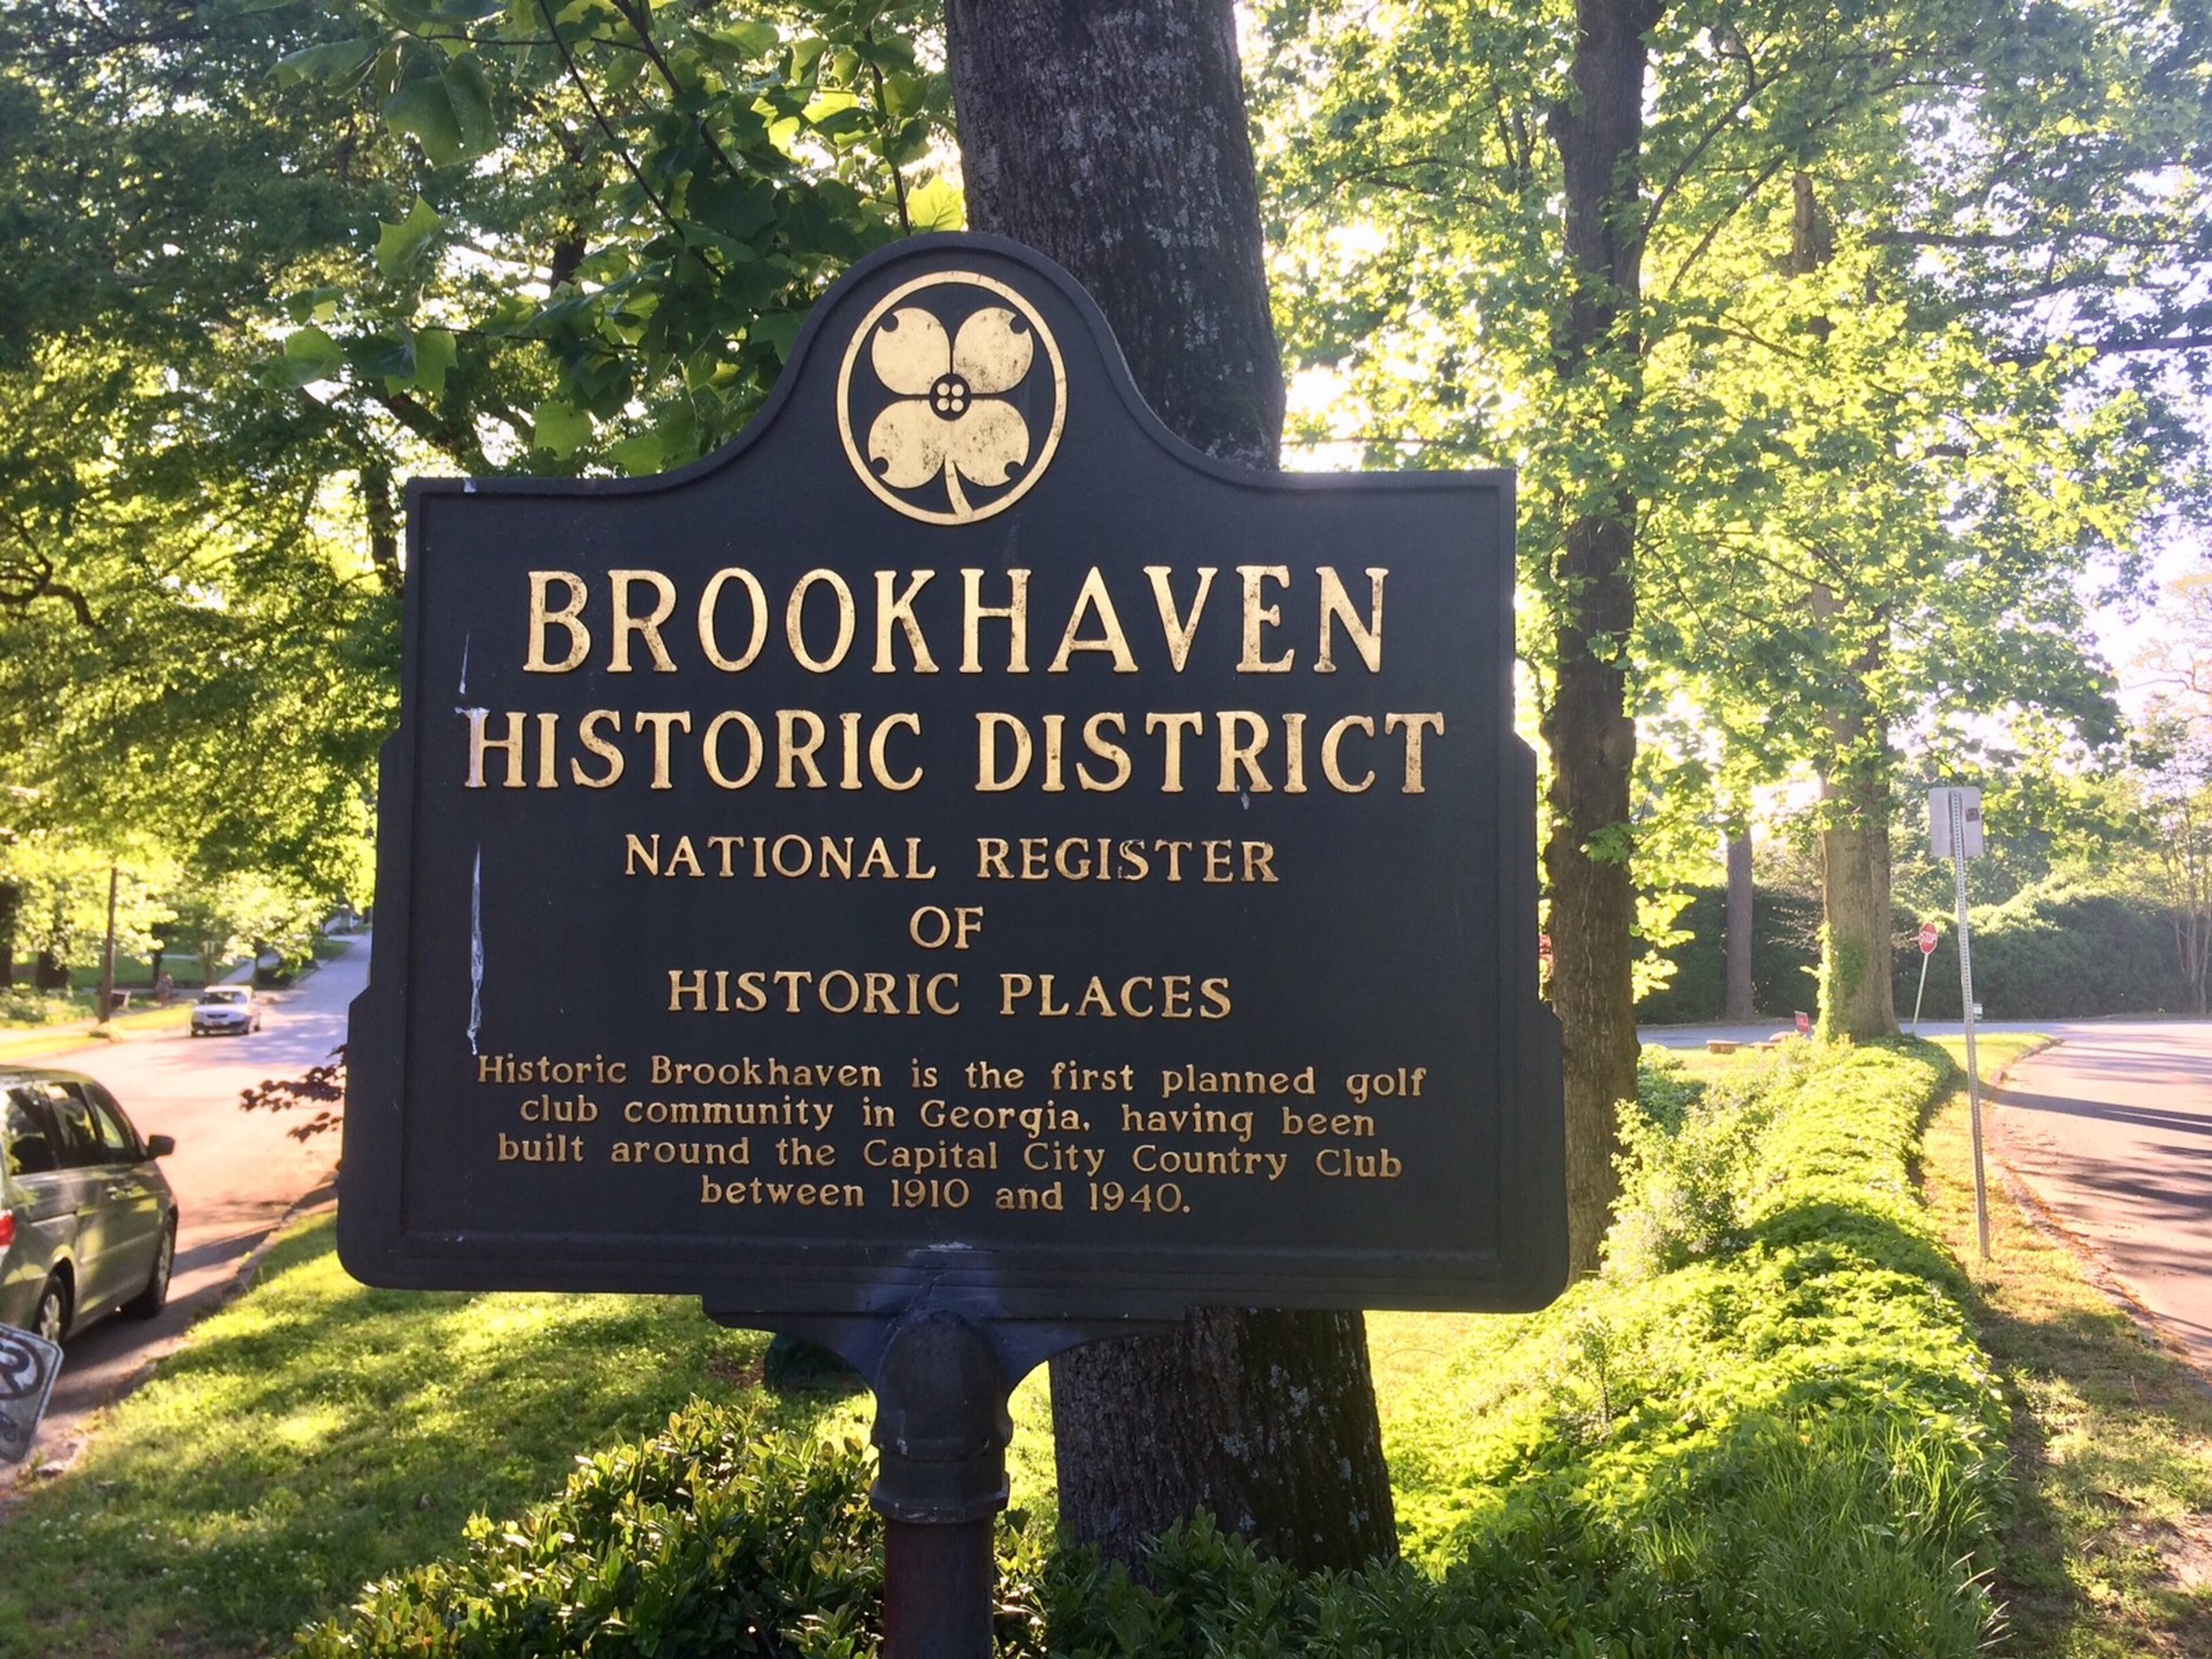 BROOKHAVEN
HISTORIC DISTRICT
NATIONAL REGISTER
OF
HISTORIC PLACES
Historic Brookhaven is the first planned golf
club community in Georgia, having been
built around the Capital City Country Club
between 1910 and 1940.
STOP